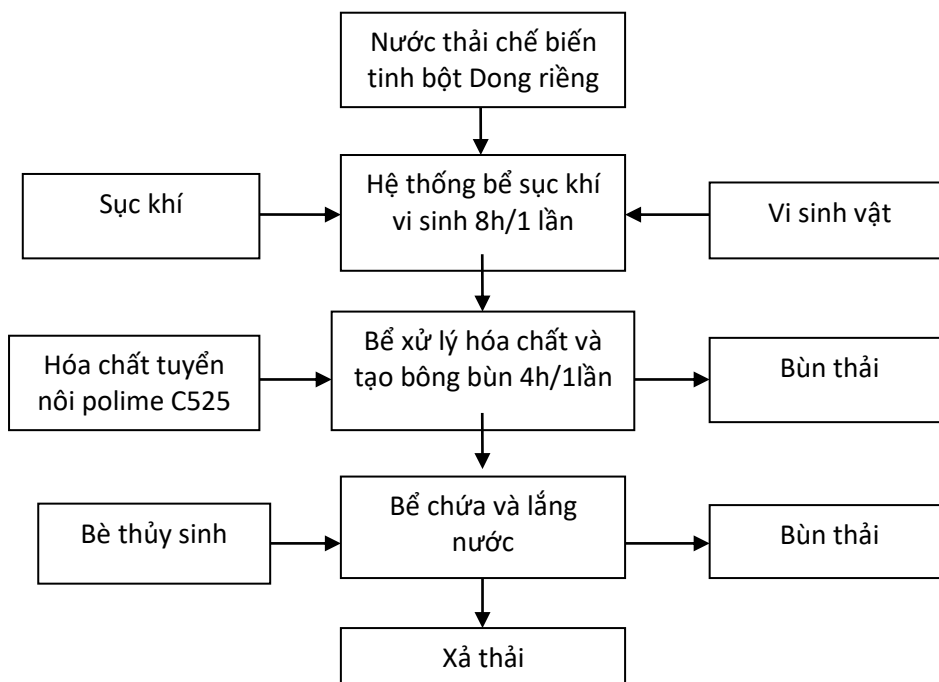 Nước thải chế biến
tinh bột Dong riềng
Sục khí
Hệ thống bể sục khí
vi sinh 8h/1 lần
Vi sinh vật
Hóa chất tuyển
nôi polime C525
Bể xử lý hóa chất và
tạo bông bùn 4h/1lần
Bùn thải
Bè thủy sinh
Bể chứa và lắng
nước
Bùn thải
Xả thải